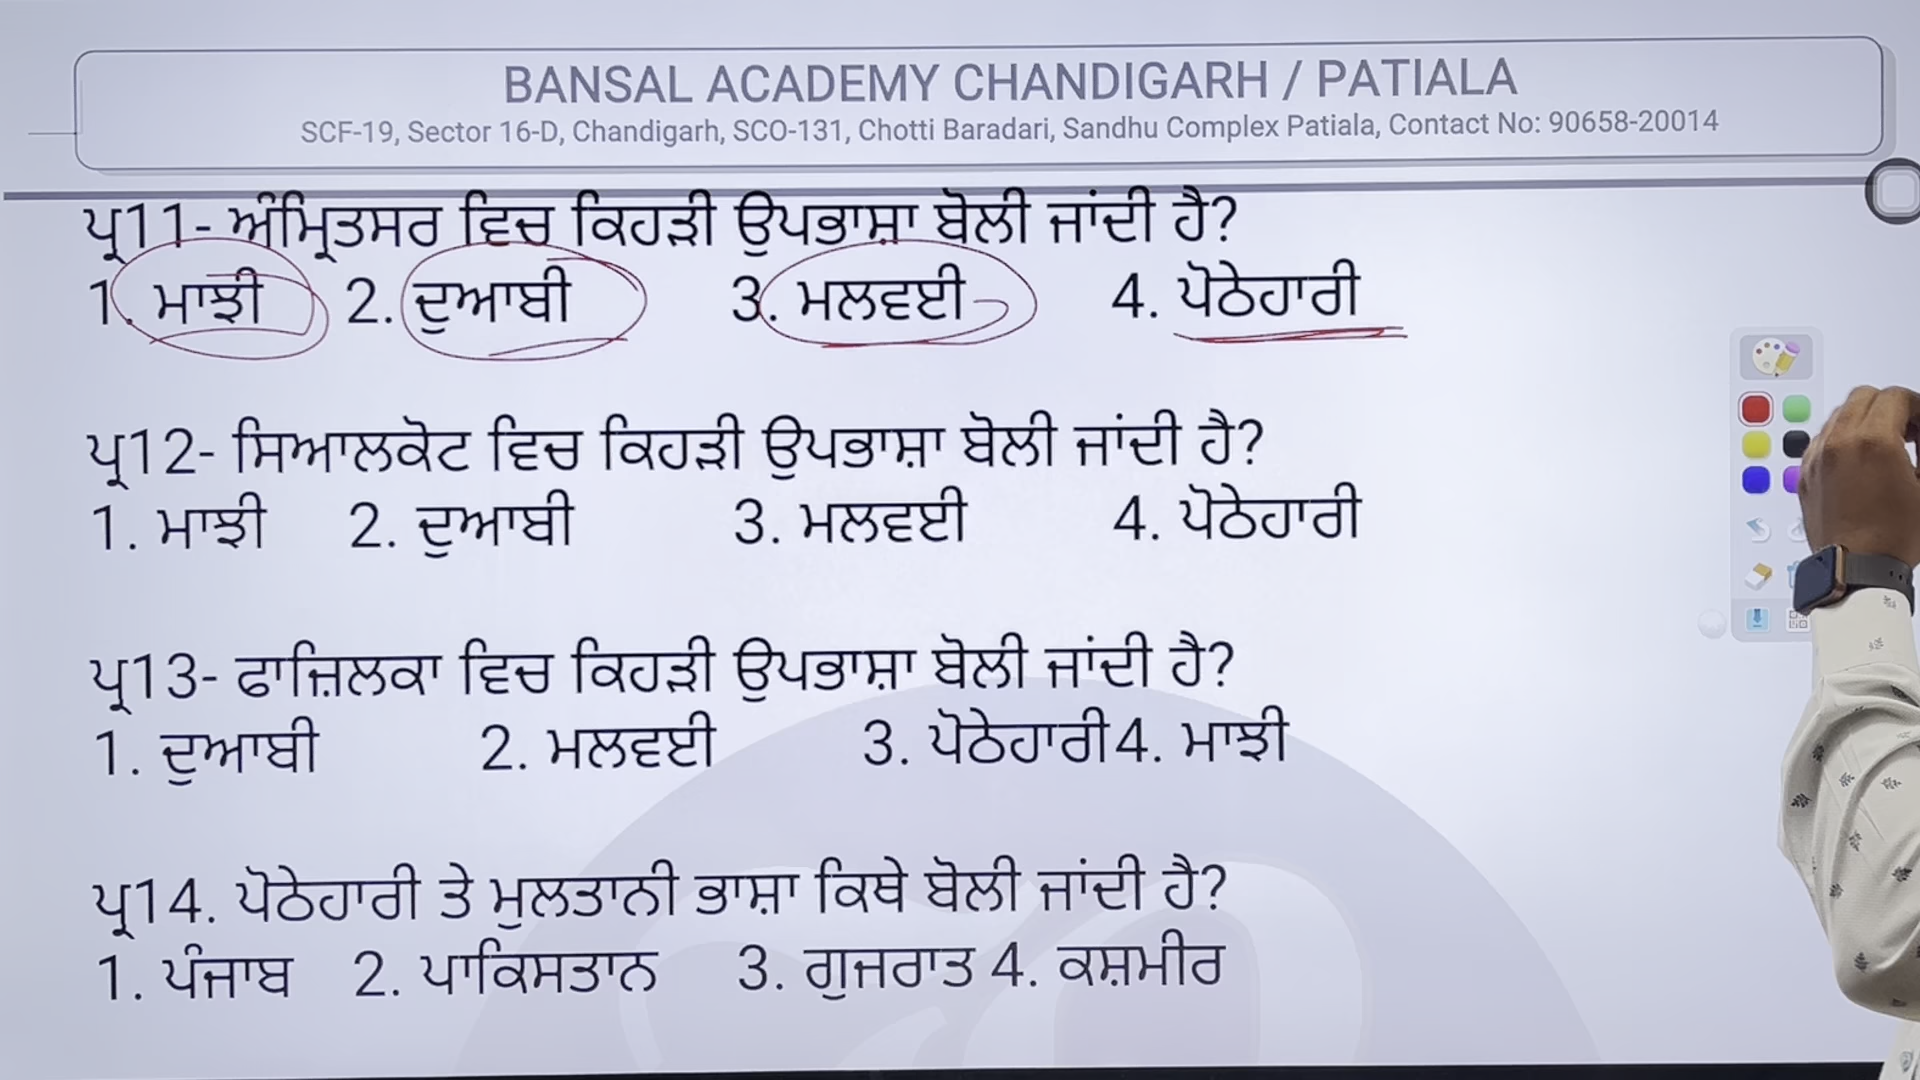 BANSAL ACADEMY CHANDIGARH / PATIALA
SCF-19, Sector 16-D, Chandigarh, SCO-131, Chotti Baradari, Sandhu Complex Patiala, Contact No: 90658-20014
ਪ੍ਰ11- ਅੰਮ੍ਰਿਤਸਰ ਵਿਚ ਕਿਹੜੀ ਉਪਭਾਸ਼ਾ ਬੋਲੀ ਜਾਂਦੀ ਹੈ?
1. ਮਾਝੀ 2. ਦੁਆਬੀ 3. ਮਲਵਈ 4. ਪੋਠੋਹਾਰੀ
ਪ੍ਰ12- ਸਿਆਲਕੋਟ ਵਿਚ ਕਿਹੜੀ ਉਪਭਾਸ਼ਾ ਬੋਲੀ ਜਾਂਦੀ ਹੈ?
1. ਮਾਝੀ 2. ਦੁਆਬੀ 3. ਮਲਵਈ 4. ਪੋਠੇਹਾਰੀ
ਪ੍ਰ13- ਫਾਜ਼ਿਲਕਾ ਵਿਚ ਕਿਹੜੀ ਉਪਭਾਸ਼ਾ ਬੋਲੀ ਜਾਂਦੀ ਹੈ?
1. ਦੁਆਬੀ 2. ਮਲਵਈ 3. ਪੋਠੇਹਾਰੀ4. ਮਾਝੀ
ਪ੍ਰ14. ਪੋਠੇਹਾਰੀ ਤੇ ਮੁਲਤਾਨੀ ਭਾਸ਼ਾ ਕਿਥੇ ਬੋਲੀ ਜਾਂਦੀ ਹੈ?
1. ਪੰਜਾਬ 2. ਪਾਕਿਸਤਾਨ 3. ਗੁਜਰਾਤ 4. ਕਸ਼ਮੀਰ